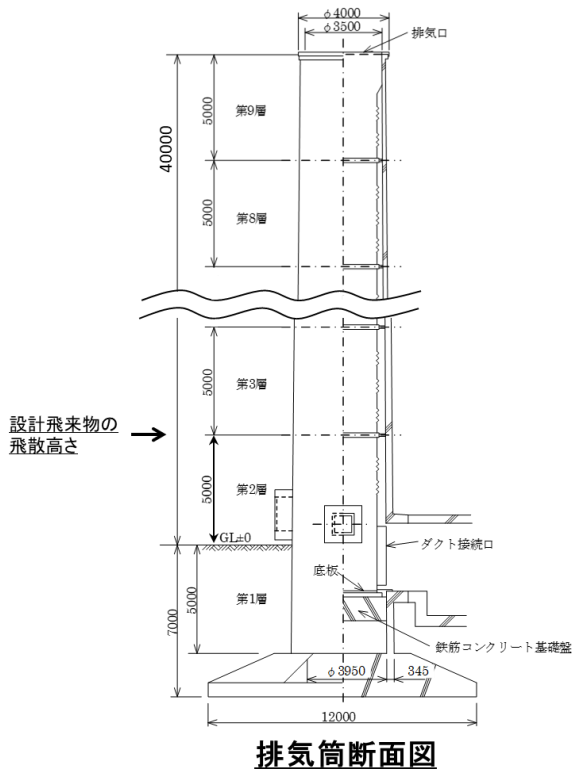 φ4000
φ3500
排気口
5000
第9層
40000
5000
第8層
5000
第3層
設計飛来物の
飛散高さ
5000
第2層
GL±0
ダクト接続口
底板
7000
5000
第1層
鉄筋コンクリート基礎盤
φ3950
345
12000
排気筒断面図